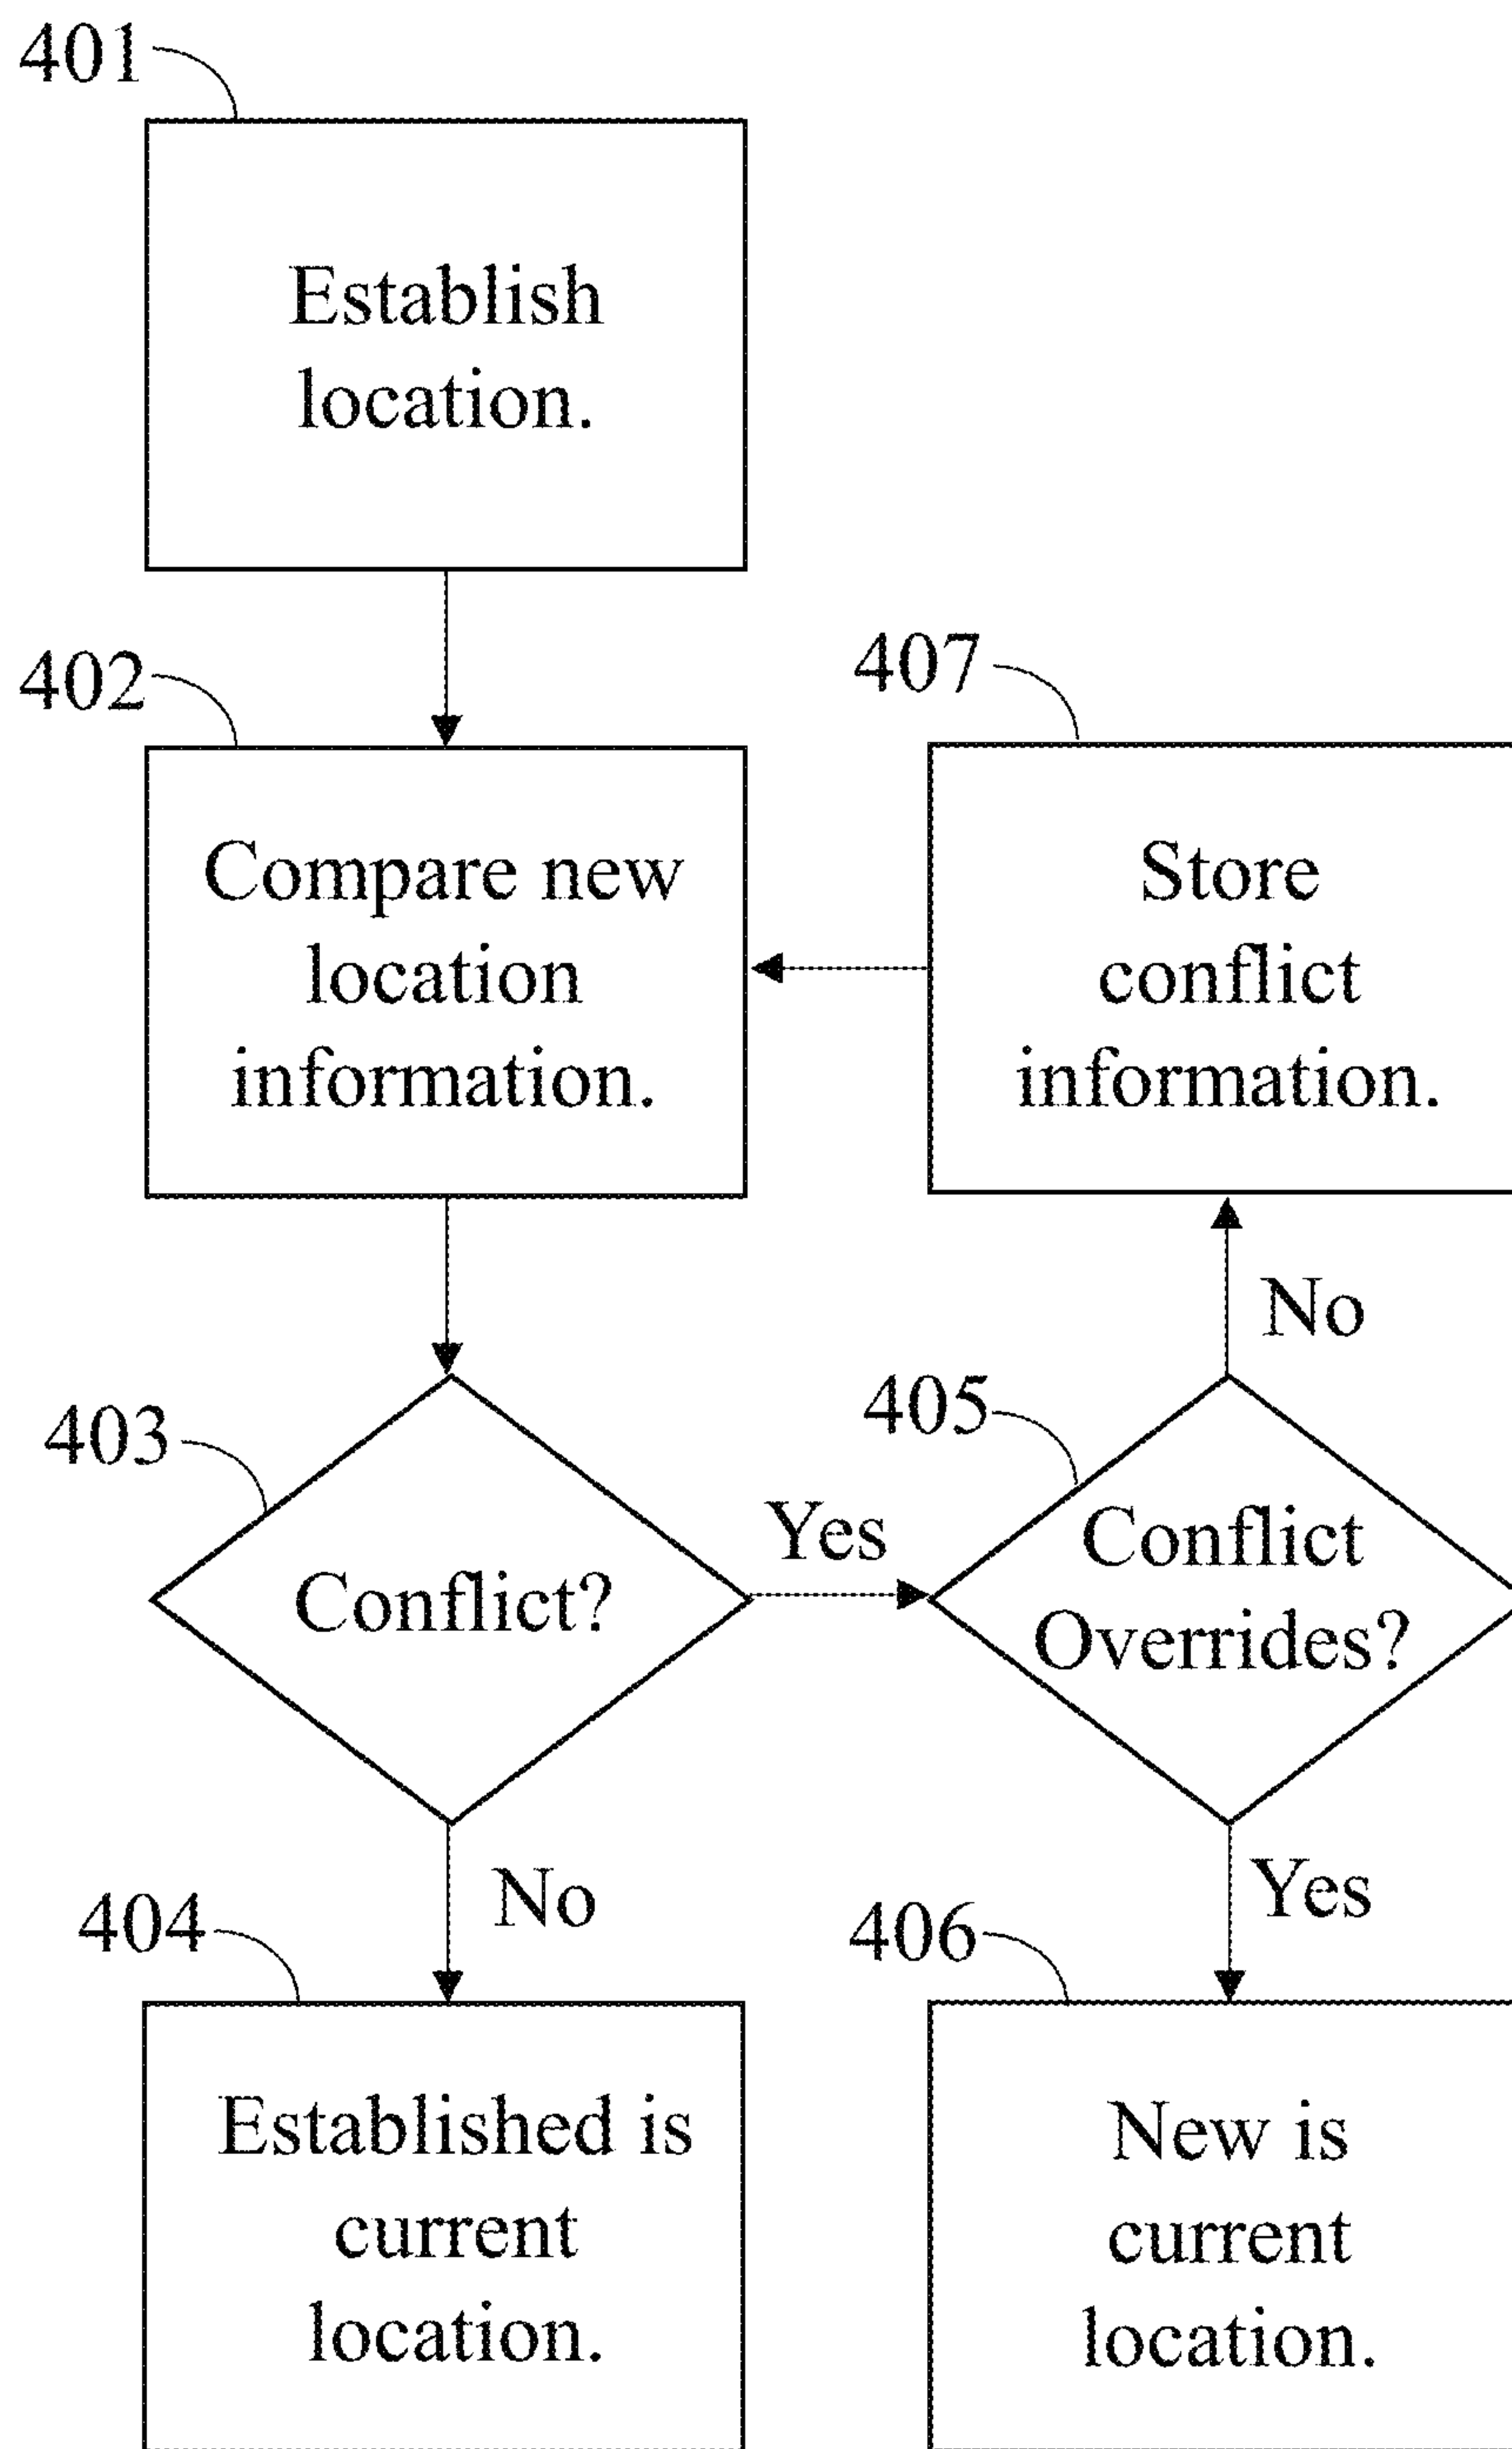 401
Establish
location.
402
Compare new
location
information.
407
Store
conflict
information.
403
Conflict?
Yes
405
Conflict
Overrides?
No
404
No
Established is
current
location.
406
Yes
New is
current
location.